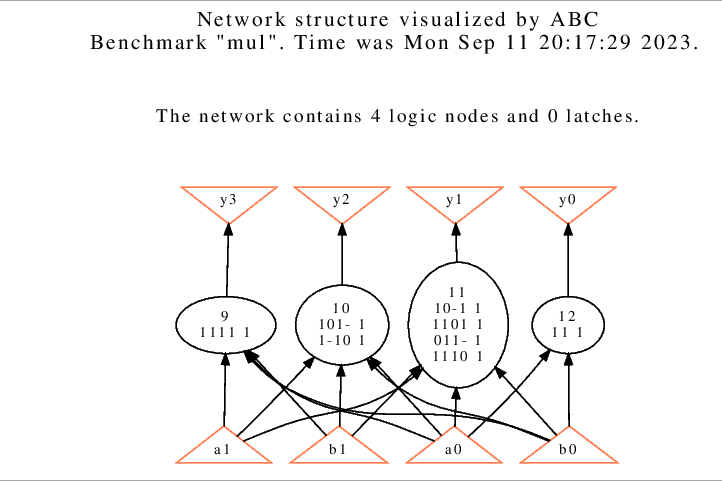 Network structure visualized by ABC
Benchmark "mul". Time was Mon Sep 11 20:17:29 2023.
The network contains 4 logic nodes and 0 latches.
y3 y2 y1 y0
9
1111 1
10
101- 1
1-10 1
11
10-1 1
1101 1
011- 1
1110 1
12
11 1
a1 b1 a0 b0